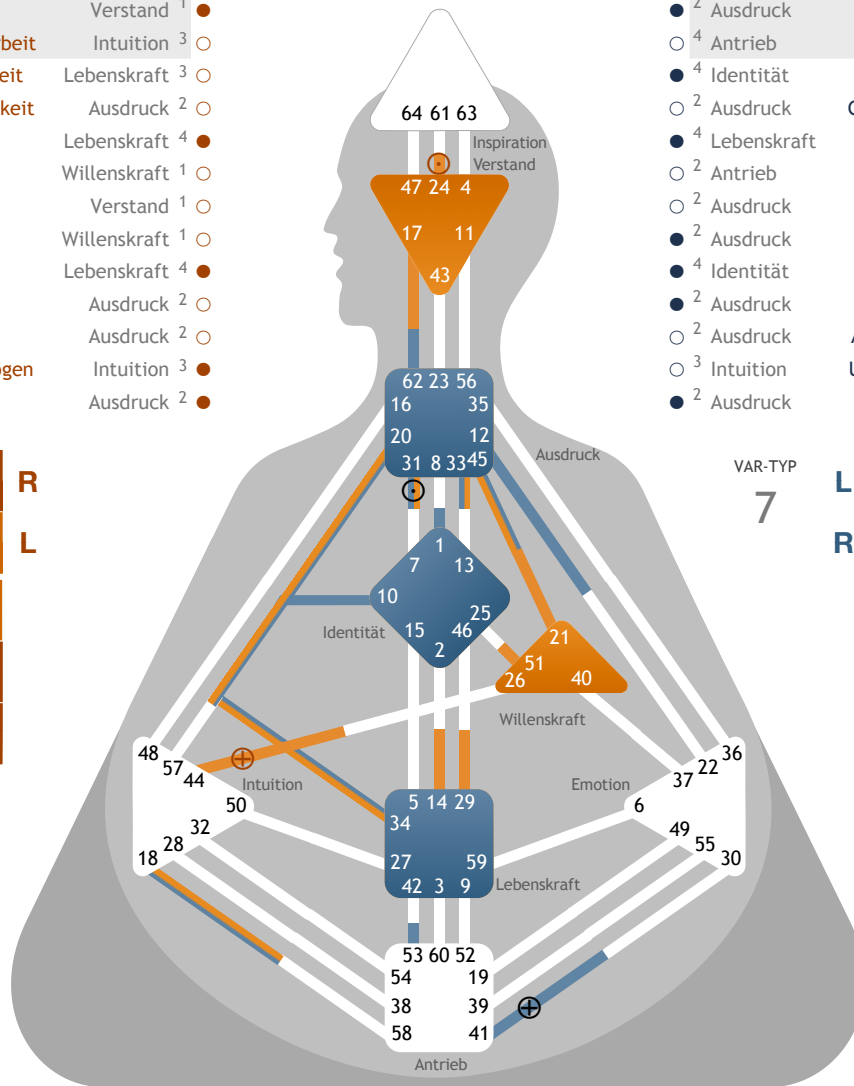 Verstand 1
2 Ausdruck
beit Intuition 3
4 Antrieb
eit Lebenskraft 3
4 Identität
keit Ausdruck 2
2 Ausdruck
Lebenskraft 4
4 Lebenskraft
Willenskraft 1
2 Antrieb
Verstand 1
2 Ausdruck
Willenskraft 1
2 Ausdruck
Lebenskraft 4
4 Identität
Ausdruck 2
2 Ausdruck
Ausdruck 2
2 Ausdruck
ogen Intuition 3
3 Intuition
Ausdruck 2
2 Ausdruck
R
L
VAR-TYP
7
L
R
64 61 63
Inspiration
Verstand
47 24 4
17 11
43
62 23 56
16 35
20 12
31 8 33 45
Ausdruck
1
7 13
10
25
15 46
2
Identität
21
51
26 40
Willenskraft
48
57
44
Intuition
50
32
28
18
36
22
37
Emotion
6
49
55
30
5 14 29
34
27 59
42 3 9
Lebenskraft
53 60 52
54 19
38 39
58 41
Antrieb